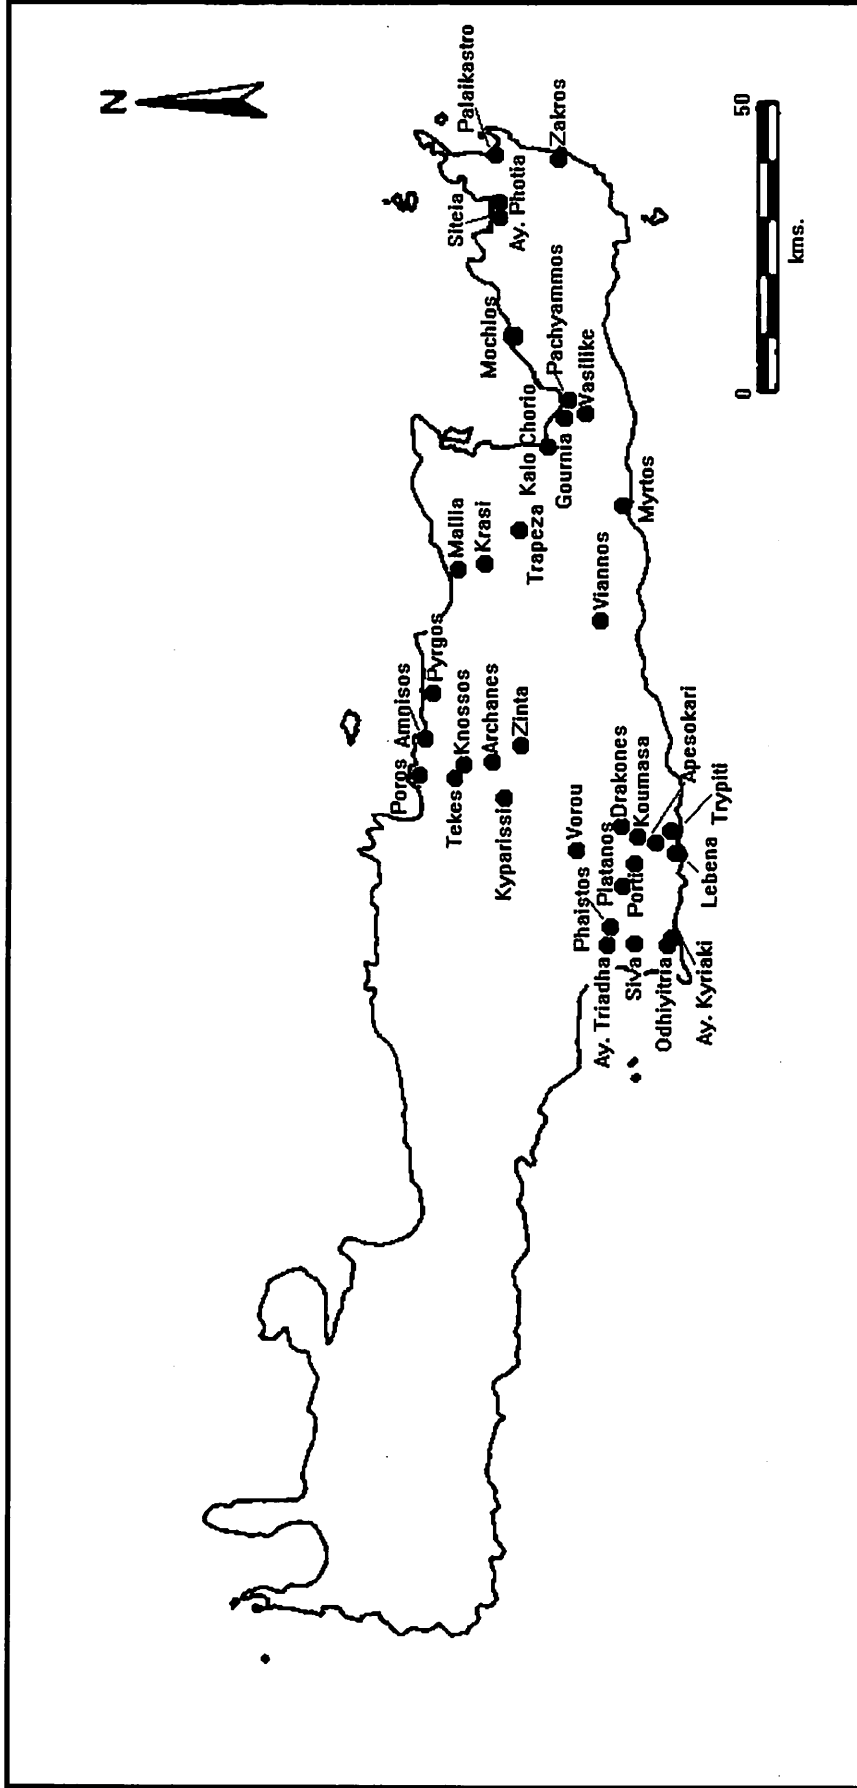 N
Palaikastro
Siteia
Ay. Photia
Zakros
Mochlos
Pachyammos
Kalo Chorio
Gournia
Vasilike
Mallia
Krasi
Trapeza
Myrtos
Viannos
Poros
Amnisos
Pyrgos
Tekes
Knossos
Archanes
Kyparissi
Zinta
Vorou
Phaistos
Platanos
Drakones
Koumasa
Apesokari
Porti
Trypiti
Lebena
Ay. Triadha
Siva
Odhiyitria
Ay. Kyriaki
0
50
kms.